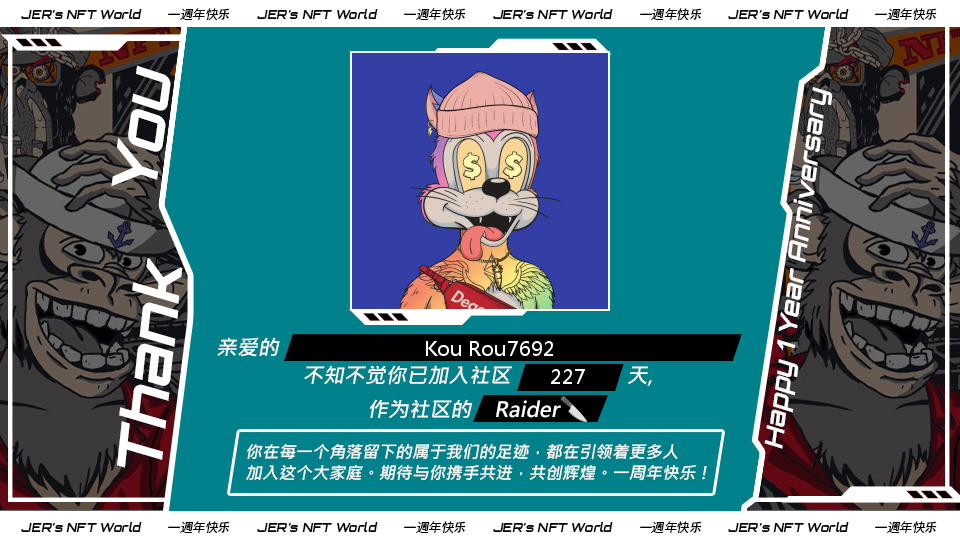 JER's NFT World 一週年快乐 JER's NFT World 一週年快乐 JER's NFT World 一週年快乐 JER's NFT World 一週年快乐
Thank You
Happy 1 Year Anniversary
亲爱的 Kou Rou7692
不知不觉你已加入社区 227 天,
作为社区的 Raider
你在每一个角落留下的属于我们的足迹，都在引领着更多人
加入这个大家庭。期待与你携手共进，共创辉煌。一周年快乐！
JER's NFT World 一週年快乐 JER's NFT World 一週年快乐 JER's NFT World 一週年快乐 JER's NFT World 一週年快乐